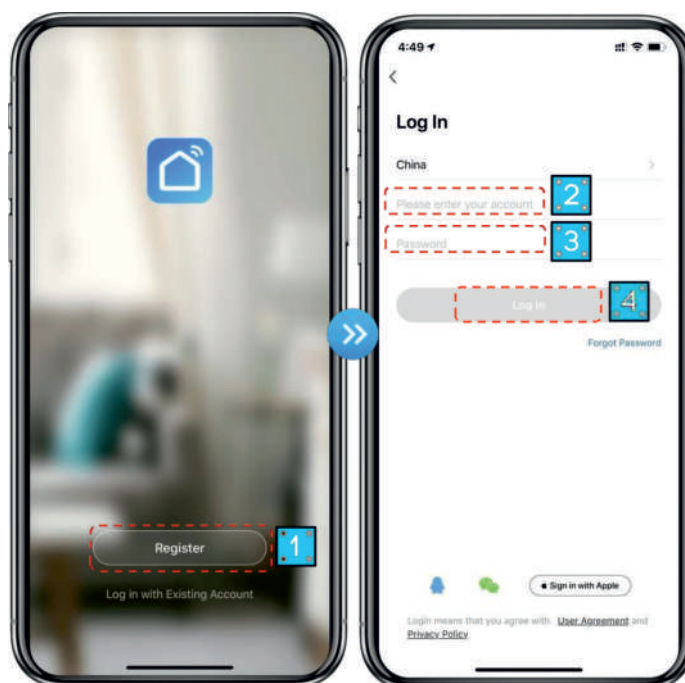 Register
1
Log in with Existing Account
4:49
Log In
China
Please enter your account
2
Password
3
Log In
4
Forgot Password
Sign in with Apple
Login means that you agree with User Agreement and
Privacy Policy